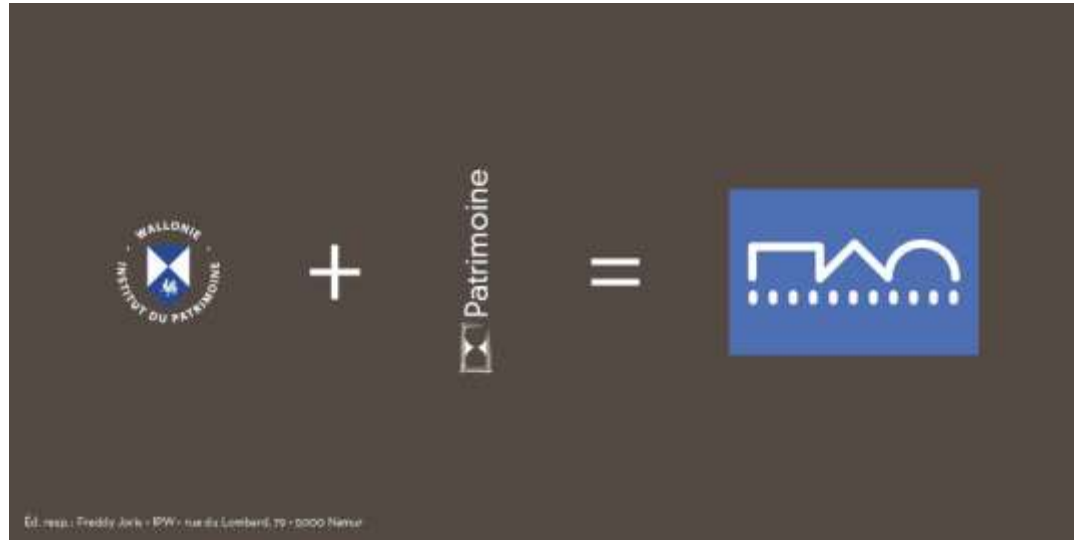 WALLONIE
INSTITUT DU PATRIMOINE
+
Patrimoine
=
Éd. resp. : Freddy Joris - IPW - rue du Lombard, 79 - 5000 Namur